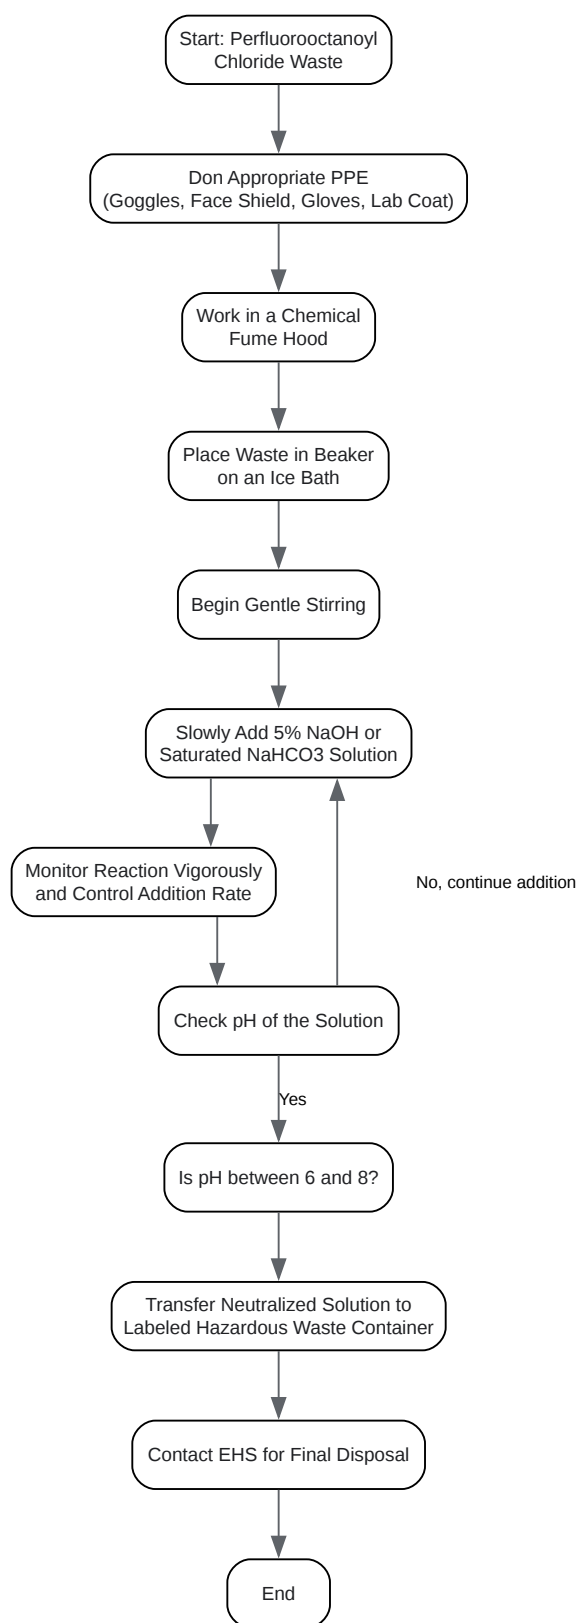 Start: Perfluorooctanoyl
Chloride Waste
Don Appropriate PPE
(Goggles, Face Shield, Gloves, Lab Coat)
Work in a Chemical
Fume Hood
Place Waste in Beaker
on an Ice Bath
Begin Gentle Stirring
Slowly Add 5% NaOH or
Saturated NaHCO3 Solution
Monitor Reaction Vigorously
and Control Addition Rate
No, continue addition
Check pH of the Solution
Yes
Is pH between 6 and 8?
Transfer Neutralized Solution to
Labeled Hazardous Waste Container
Contact EHS for Final Disposal
End